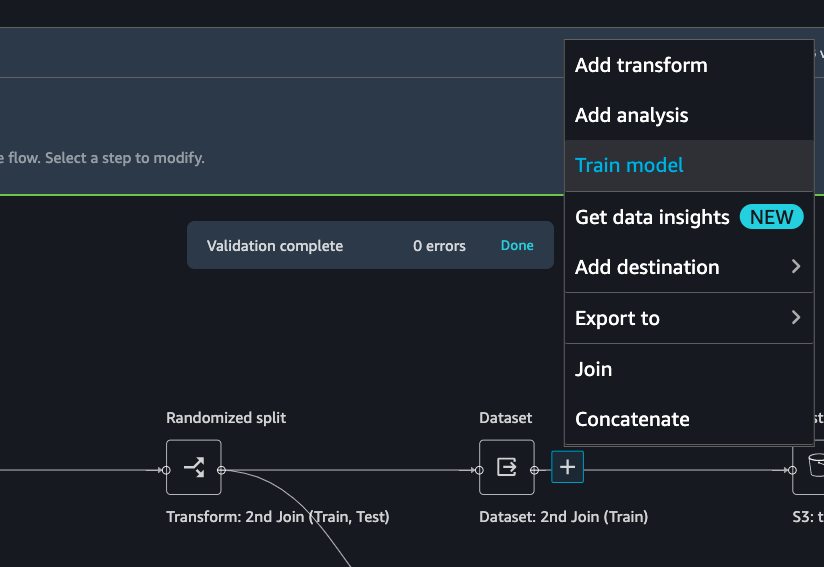 Add transform
Add analysis
e flow. Select a step to modify.
Train model
Get data insights NEW
Validation complete 0 errors Done
Add destination
Export to
Join
Concatenate
Randomized split
Dataset
Transform: 2nd Join (Train, Test)
Dataset: 2nd Join (Train)
S3: t